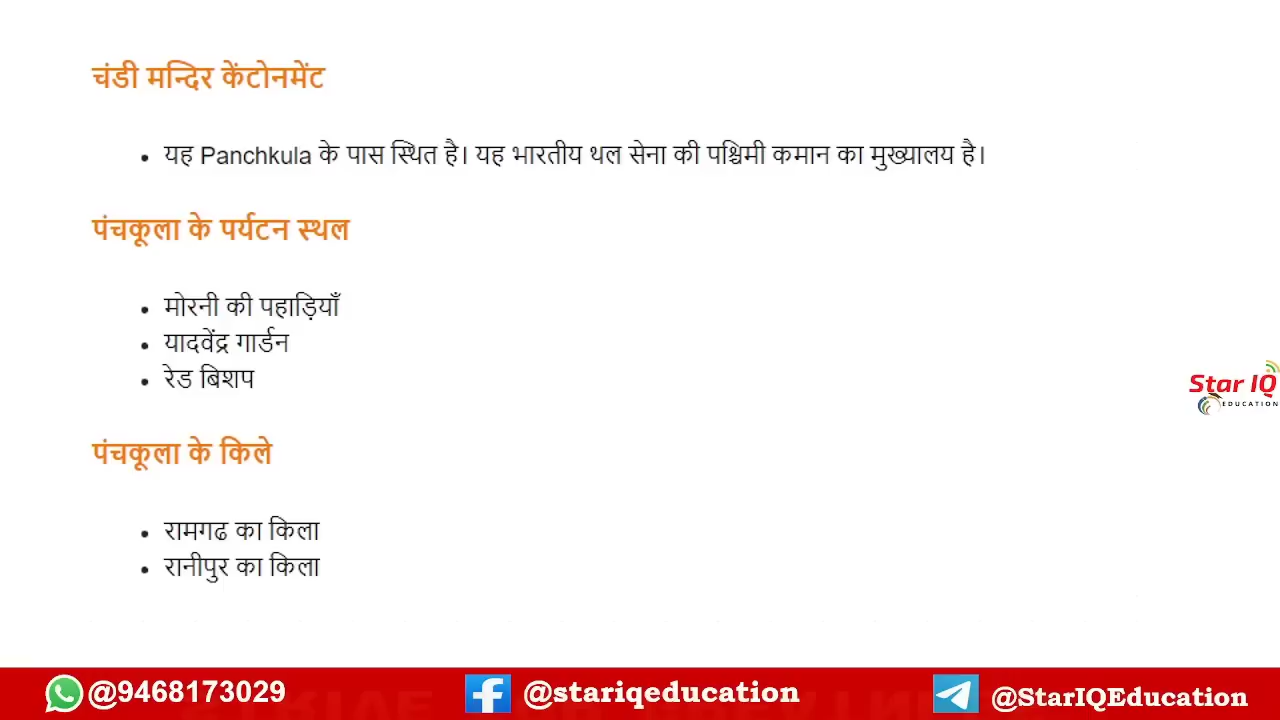 चंडी मन्दिर केंटोनमेंट
• यह Panchkula के पास स्थित है। यह भारतीय थल सेना की पश्चिमी कमान का मुख्यालय है।
पंचकूला के पर्यटन स्थल
• मोरनी की पहाड़ियाँ
• यादवेंद्र गार्डन
• रेड बिशप
Star IQ
EDUCATION
पंचकूला के किले
• रामगढ का किला
• रानीपुर का किला
@9468173029 @stariqeducation @StarIQEducation